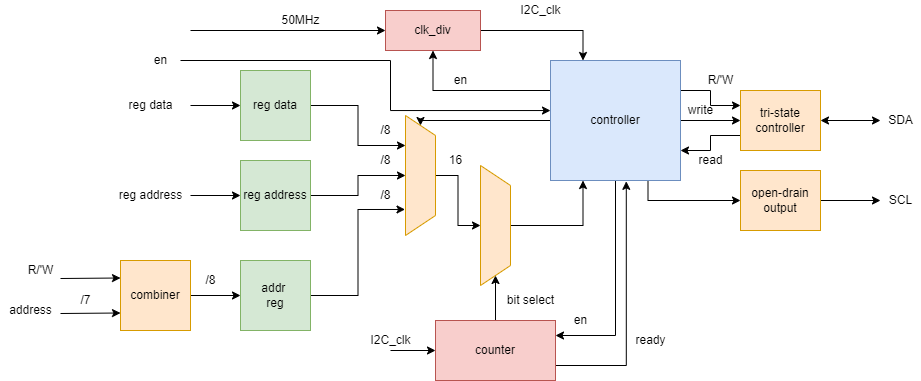 I2C_clk
50MHz
clk_div
en
en
R/'W
reg data
reg data
write
tri-state
controller
SDA
controller
/8
read
/8
16
reg address
reg address
/8
open-drain
output
SCL
R/'W
/8
address
/7
combiner
addr
reg
bit select
en
I2C_clk
counter
ready